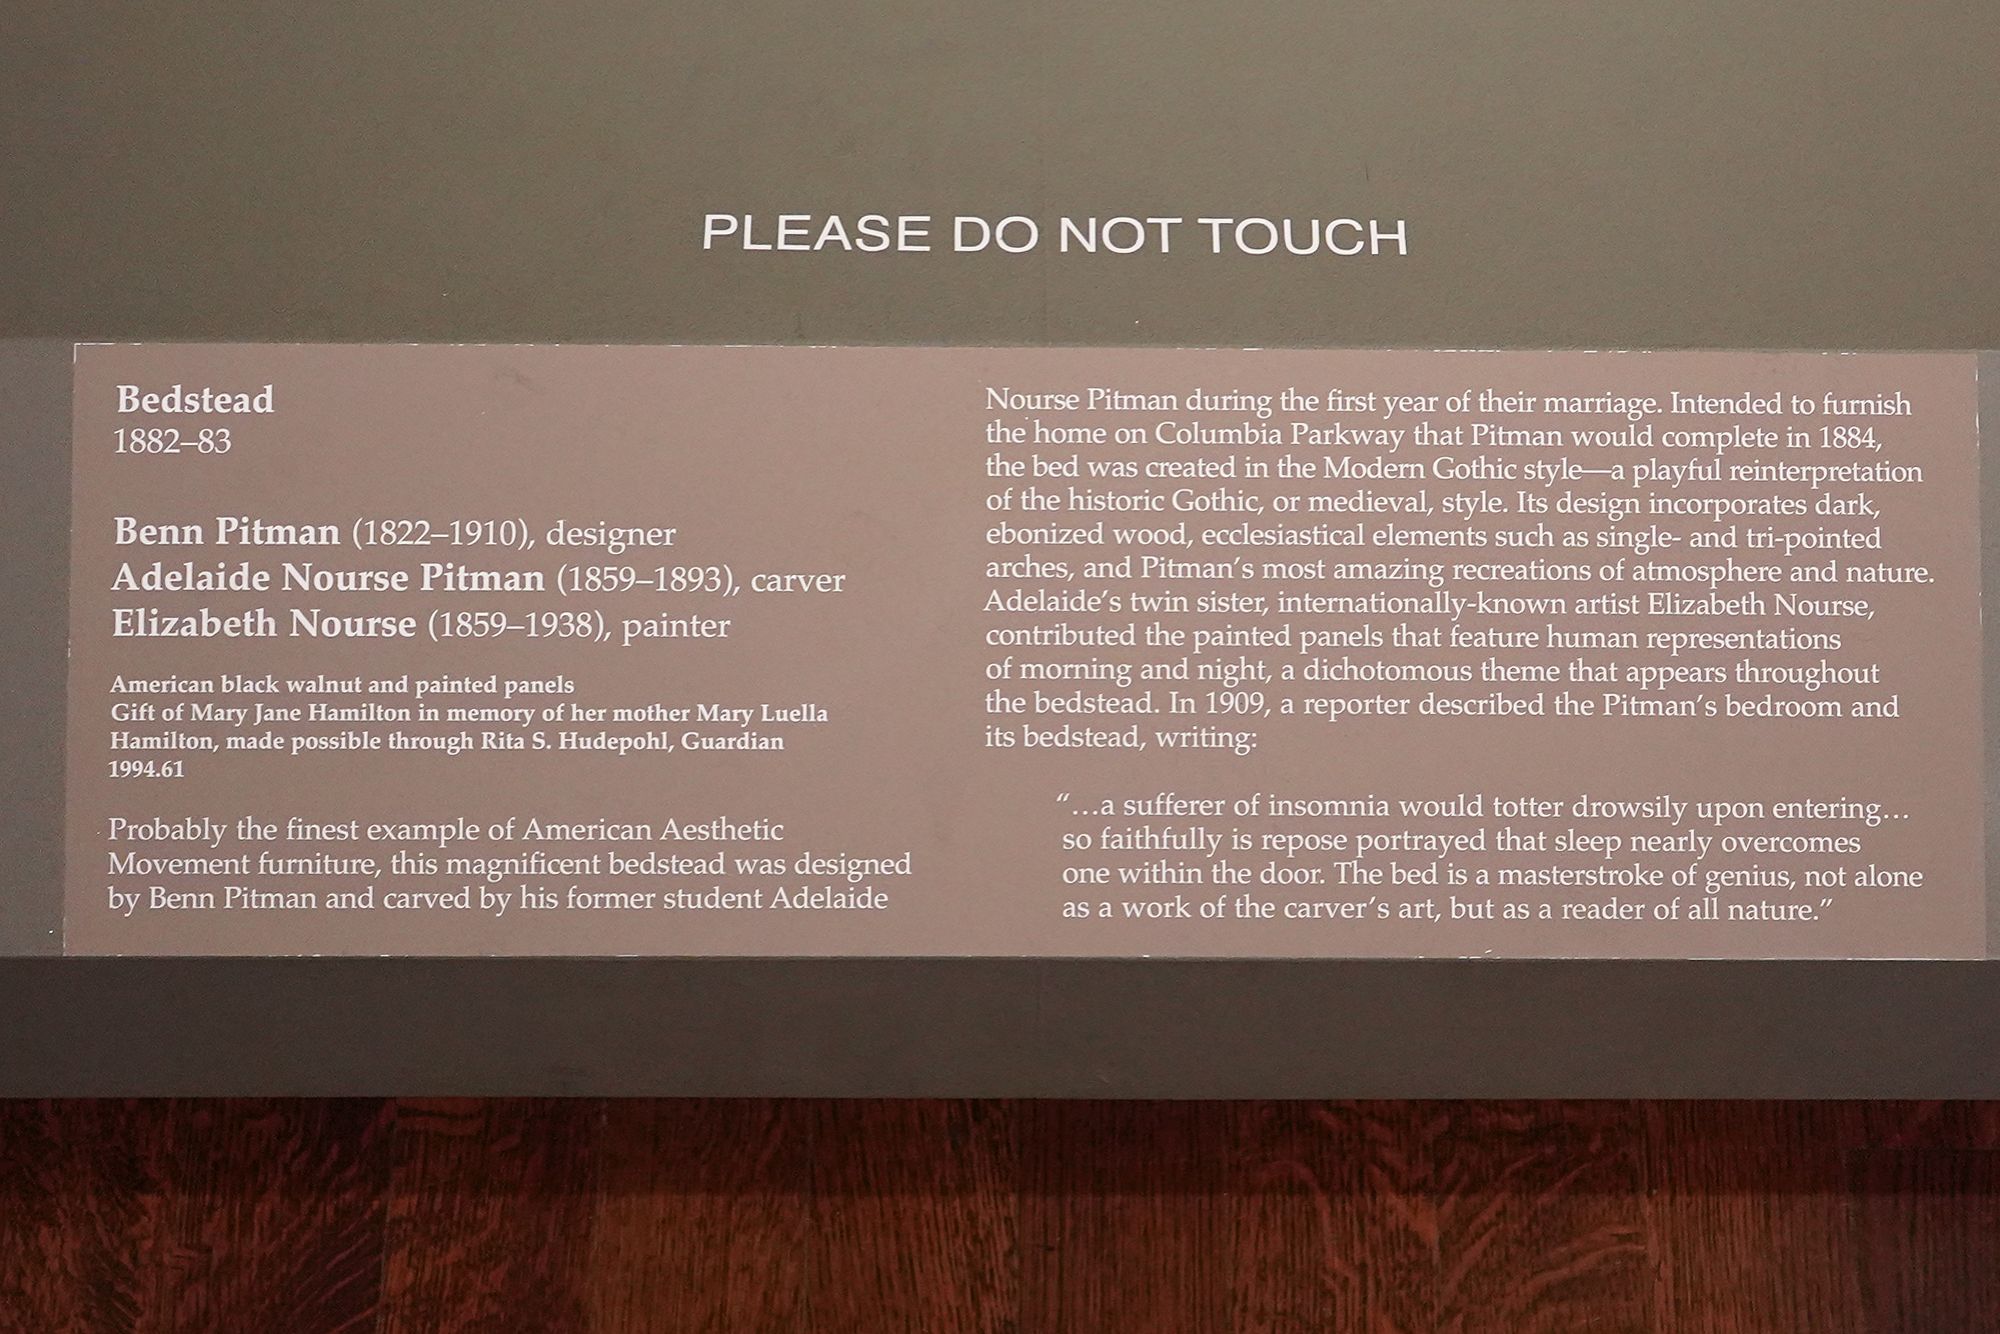 PLEASE DO NOT TOUCH
Bedstead
1882–83
Benn Pitman (1822–1910), designer
Adelaide Nourse Pitman (1859–1893), carver
Elizabeth Nourse (1859–1938), painter
American black walnut and painted panels
Gift of Mary Jane Hamilton in memory of her mother Mary Luella
Hamilton, made possible through Rita S. Hudepohl, Guardian
1994.61
Probably the finest example of American Aesthetic
Movement furniture, this magnificent bedstead was designed
by Benn Pitman and carved by his former student Adelaide
Nourse Pitman during the first year of their marriage. Intended to furnish
the home on Columbia Parkway that Pitman would complete in 1884,
the bed was created in the Modern Gothic style—a playful reinterpretation
of the historic Gothic, or medieval, style. Its design incorporates dark,
ebonized wood, ecclesiastical elements such as single- and tri-pointed
arches, and Pitman's most amazing recreations of atmosphere and nature.
Adelaide's twin sister, internationally-known artist Elizabeth Nourse,
contributed the painted panels that feature human representations
of morning and night, a dichotomous theme that appears throughout
the bedstead. In 1909, a reporter described the Pitman's bedroom and
its bedstead, writing:
"…a sufferer of insomnia would totter drowsily upon entering…
so faithfully is repose portrayed that sleep nearly overcomes
one within the door. The bed is a masterstroke of genius, not alone
as a work of the carver's art, but as a reader of all nature."